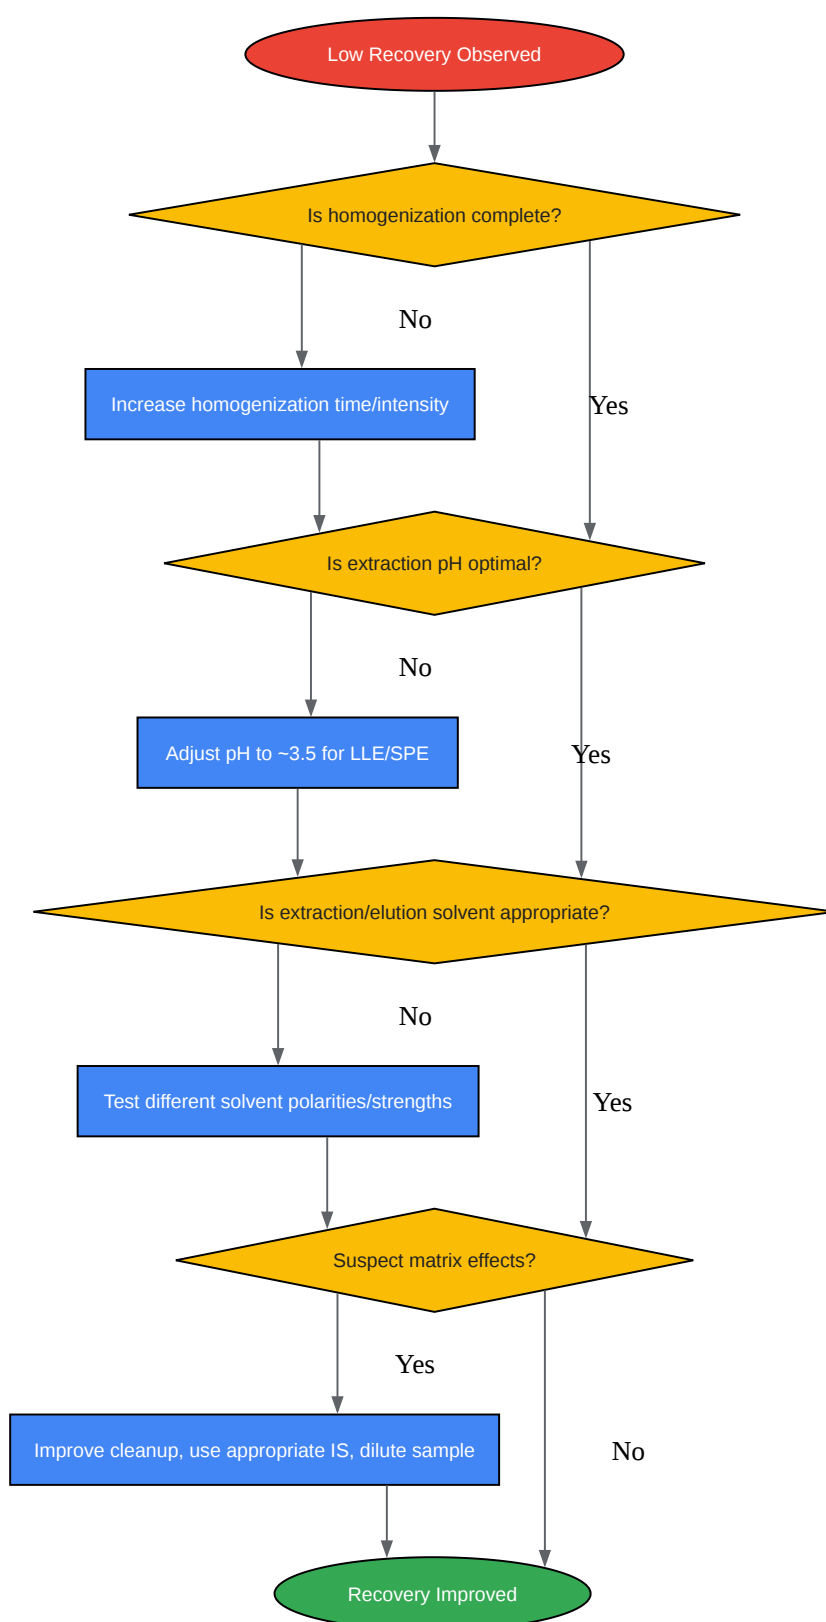 Low Recovery Observed
Is homogenization complete?
No
Increase homogenization time/intensity
Yes
Is extraction pH optimal?
No
Adjust pH to ~3.5 for LLE/SPE
Yes
Is extraction/elution solvent appropriate?
No
Test different solvent polarities/strengths
Yes
Suspect matrix effects?
Yes
Improve cleanup, use appropriate IS, dilute sample
No
Recovery Improved